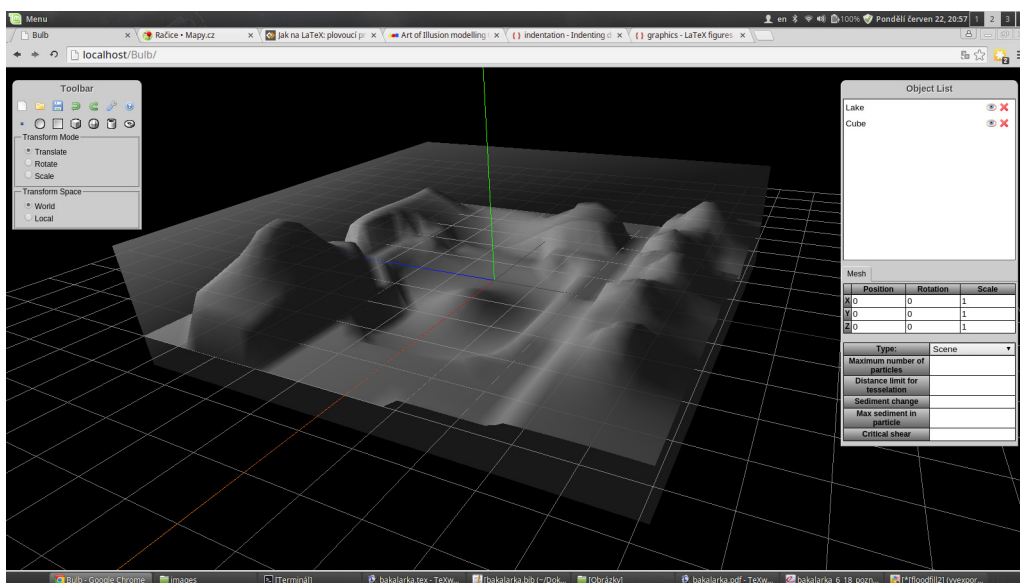 Menu
en
100%
Pondělí červen 22, 20:57
1 2 3
Bulb
Račice • Mapy.cz
Jak na LaTeX: plovoucí
Art of Illusion modelling
{ } indentation - Indenting d
{ } graphics - LaTeX figures
localhost/Bulb/
2
Toolbar
Transform Mode
Translate
Rotate
Scale
Transform Space
World
Local
Object List
Lake
Cube
Mesh
Position Rotation Scale
X 0 0 1
Y 0 0 1
Z 0 0 1
Type: Scene
Maximum number of
particles
Distance limit for
tesselation
Sediment change
Max sediment in
particle
Critical shear
Bulb - Google Chrome
images
[Terminál]
bakalarka.tex - TeXw...
[bakalarka.bib (~/Dok...
[Obrázky]
bakalarka.pdf - TeXw...
bakalarka_6_18_pozn...
*[floodfill2] (vyexpor...